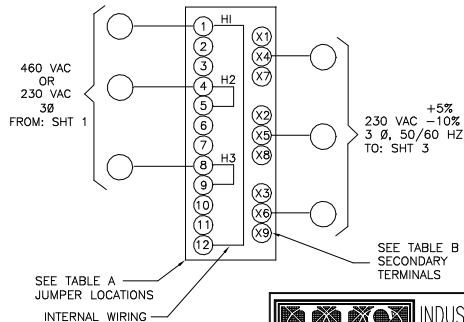 460 VAC
OR
230 VAC
3Ø
FROM: SHT 1
1
2
3
4
5
6
7
8
9
10
11
12
H1
H2
H3
X1
X4
X7
X2
X5
X8
X3
X6
X9
+5%
230 VAC -10%
3 Ø, 50/60 HZ
TO: SHT 3
SEE TABLE B
SECONDARY
TERMINALS
SEE TABLE A
JUMPER LOCATIONS
INTERNAL WIRING
INDUS